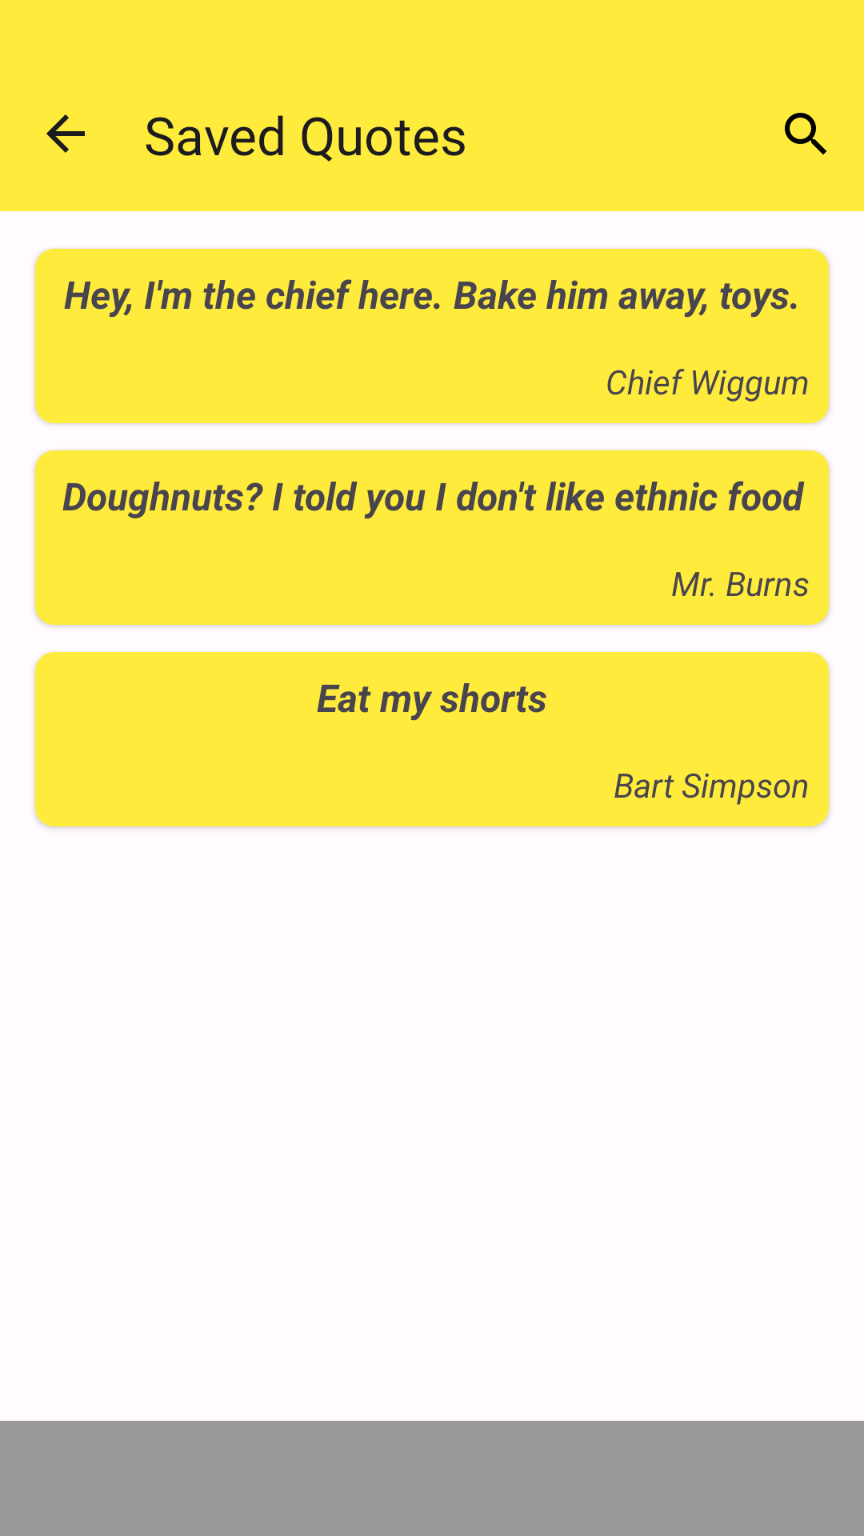 Saved Quotes
Hey, I'm the chief here. Bake him away, toys.
Chief Wiggum
Doughnuts? I told you I don't like ethnic food
Mr. Burns
Eat my shorts
Bart Simpson